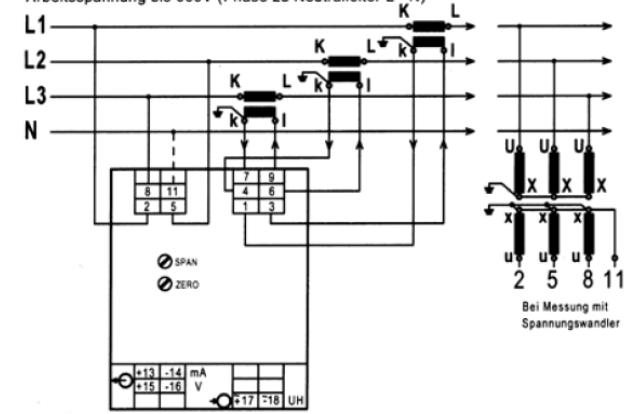 K L
L1
k l
L2
K L
k l
L3
K L
k l
N
U U U
X X X
x x x
u u u
2 5 8 11
7 9
8 11 4 6
2 5 1 3
SPAN
ZERO
Bei Messung mit
Spannungswandler
+13 -14 mA
+15 -16 V
+17 -18 UH